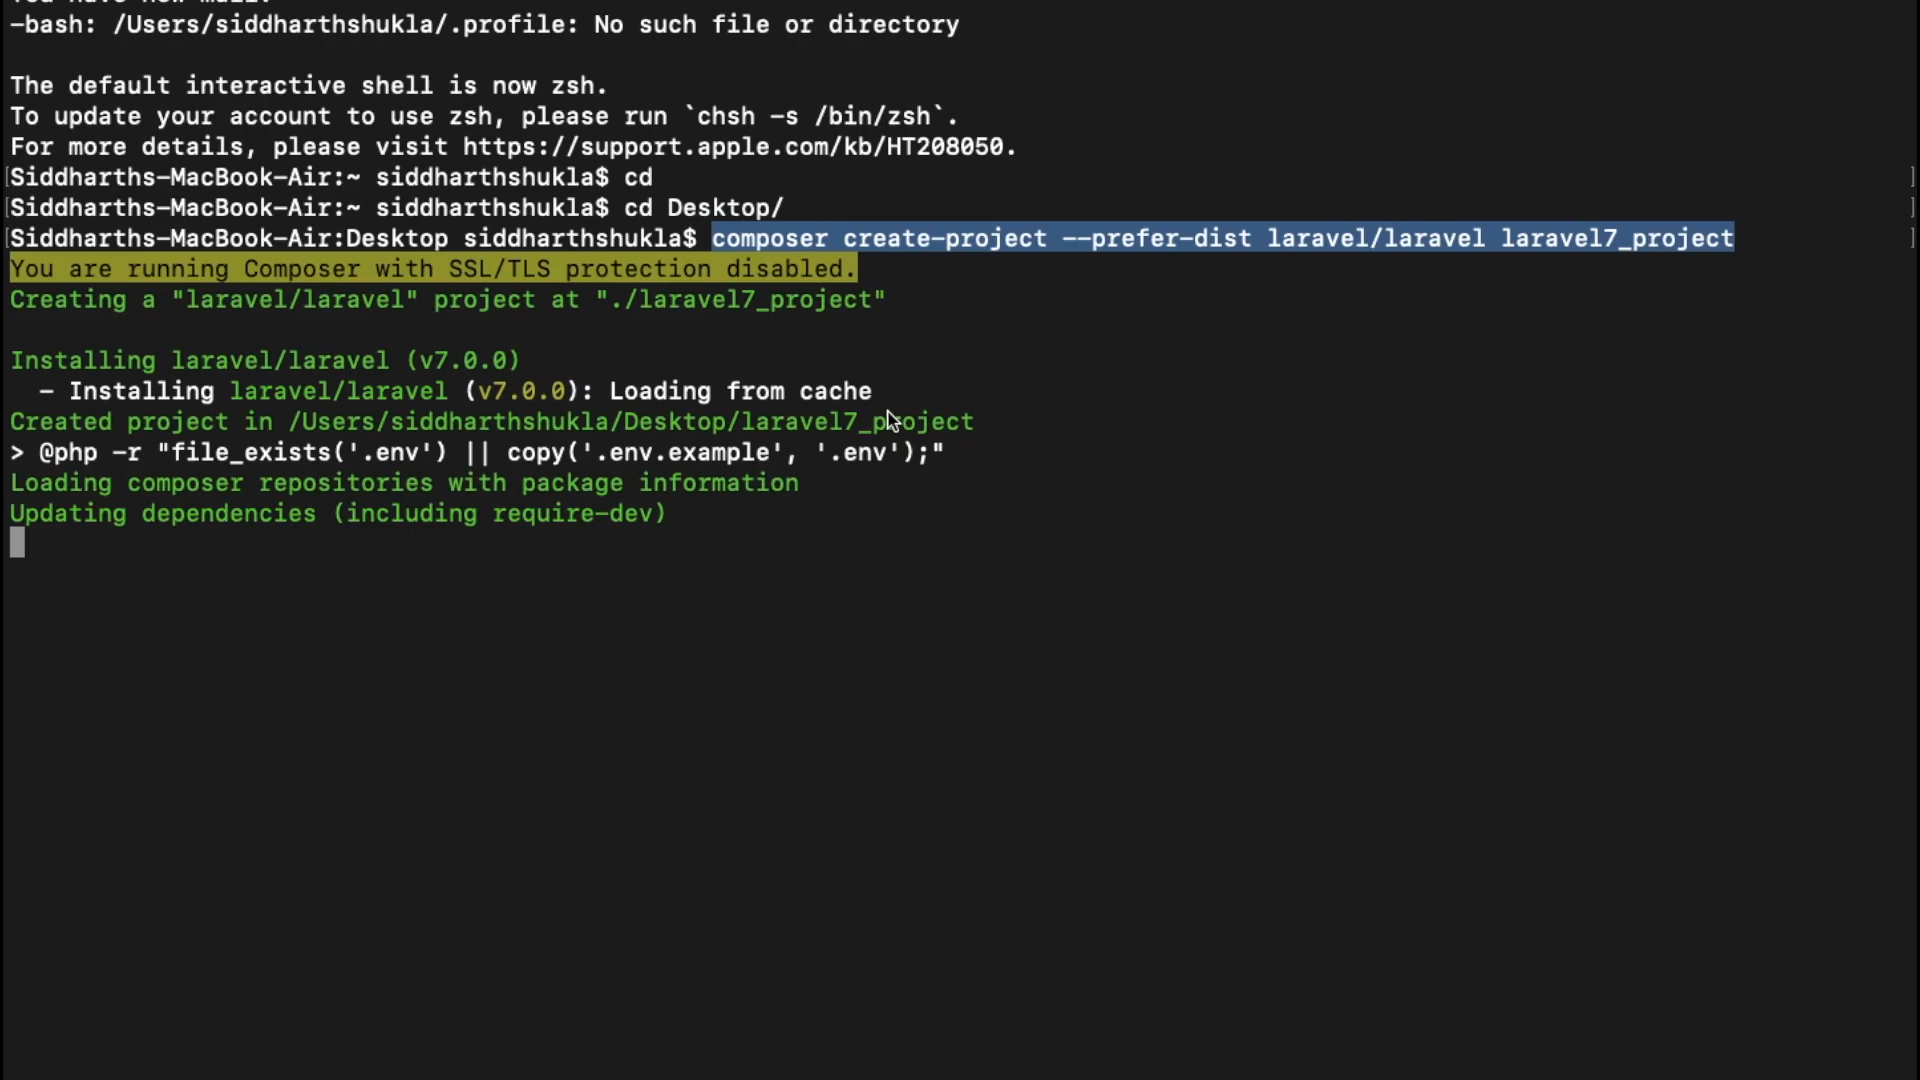 You have new mail.
-bash: /Users/siddharthshukla/.profile: No such file or directory
The default interactive shell is now zsh.
To update your account to use zsh, please run `chsh -s /bin/zsh`.
For more details, please visit https://support.apple.com/kb/HT208050.
[Siddharths-MacBook-Air:~ siddharthshukla$ cd ]
[Siddharths-MacBook-Air:~ siddharthshukla$ cd Desktop/ ]
[Siddharths-MacBook-Air:Desktop siddharthshukla$ composer create-project --prefer-dist laravel/laravel laravel7_project ]
You are running Composer with SSL/TLS protection disabled.
Creating a "laravel/laravel" project at "./laravel7_project"
Installing laravel/laravel (v7.0.0)
  - Installing laravel/laravel (v7.0.0): Loading from cache
Created project in /Users/siddharthshukla/Desktop/laravel7_project
> @php -r "file_exists('.env') || copy('.env.example', '.env');"
Loading composer repositories with package information
Updating dependencies (including require-dev)